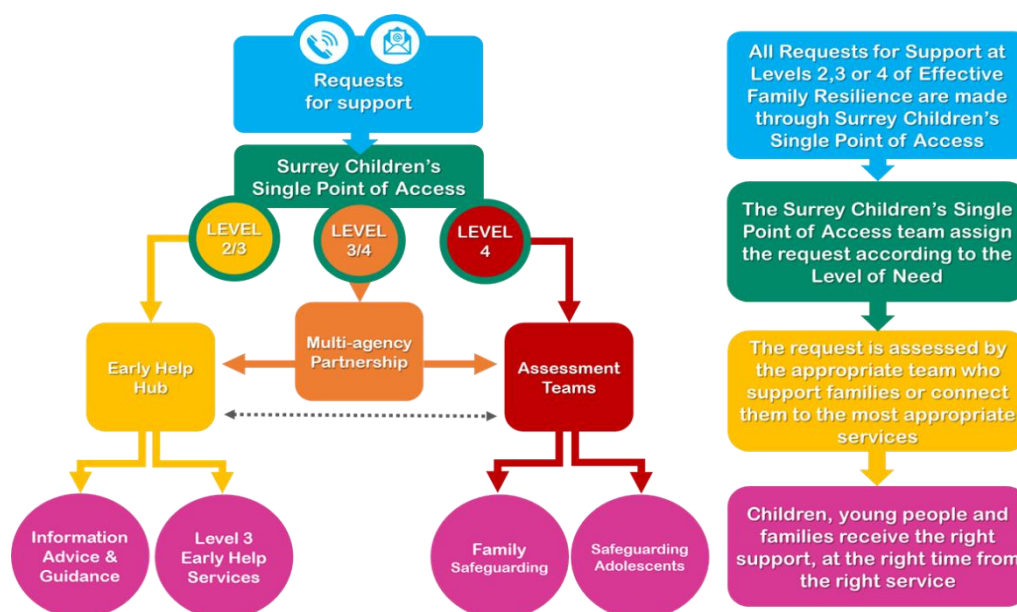 Requests
for support
Surrey Children's
Single Point of Access
LEVEL
2/3
LEVEL
3/4
LEVEL
4
Early Help
Hub
Multi-agency
Partnership
Assessment
Teams
Information
Advice &
Guidance
Level 3
Early Help
Services
Family
Safeguarding
Safeguarding
Adolescents
All Requests for Support at
Levels 2,3 or 4 of Effective
Family Resilience are made
through Surrey Children's
Single Point of Access
The Surrey Children's Single
Point of Access team assign
the request according to the
Level of Need
The request is assessed by
the appropriate team who
support families or connect
them to the most appropriate
services
Children, young people and
families receive the right
support, at the right time from
the right service